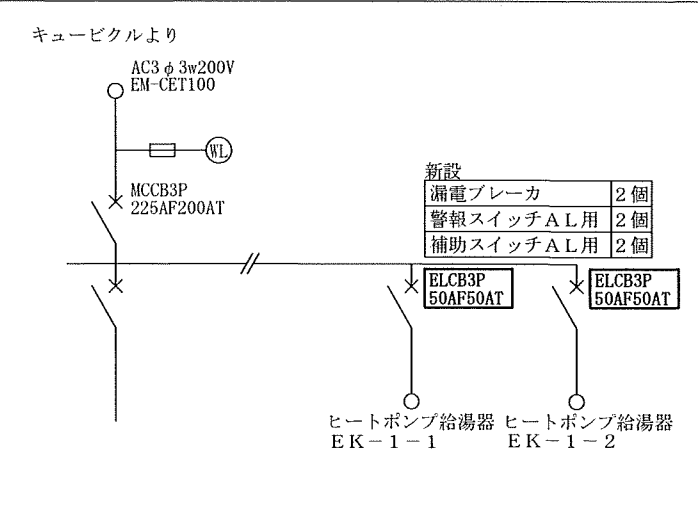 キュービクルより
AC3φ3w200V
EM-CET100
WL
MCCB3P
225AF200AT
新設
漏電ブレーカ 2個
警報スイッチAL用 2個
補助スイッチAL用 2個
ELCB3P
50AF50AT
ELCB3P
50AF50AT
ヒートポンプ給湯器
EK-1-1
ヒートポンプ給湯器
EK-1-2